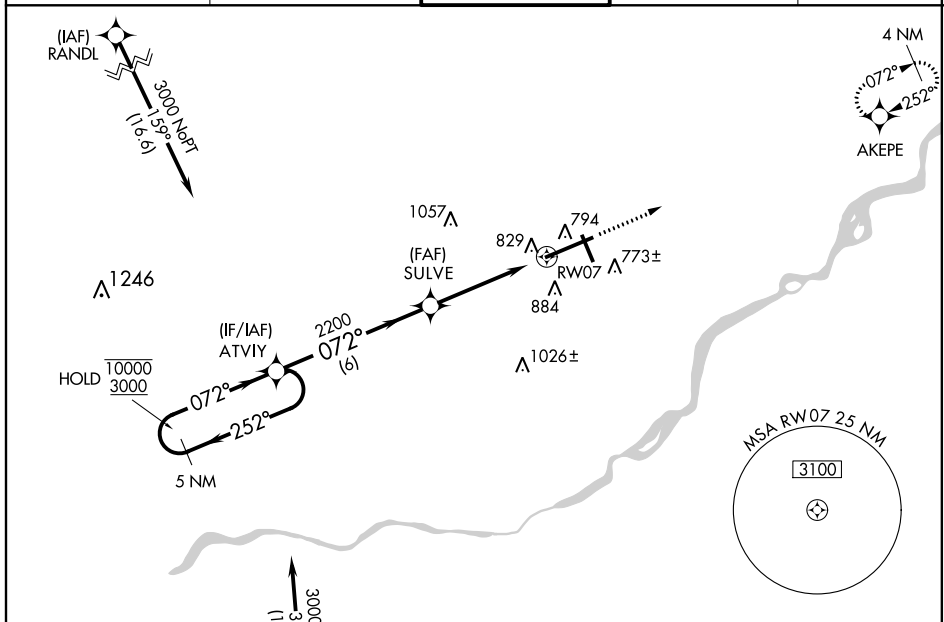 (IAF)
RANDL
3000 NoPT
159°
(16.6)
4 NM
072°
252°
AKEPE
1057
829
794
773±
RW07
884
(FAF)
SULVE
1246
(IF/IAF)
ATVIY
2200
072°
(6)
1026±
HOLD
10000
3000
072°
252°
5 NM
MSA RW07 25 NM
3100
3000